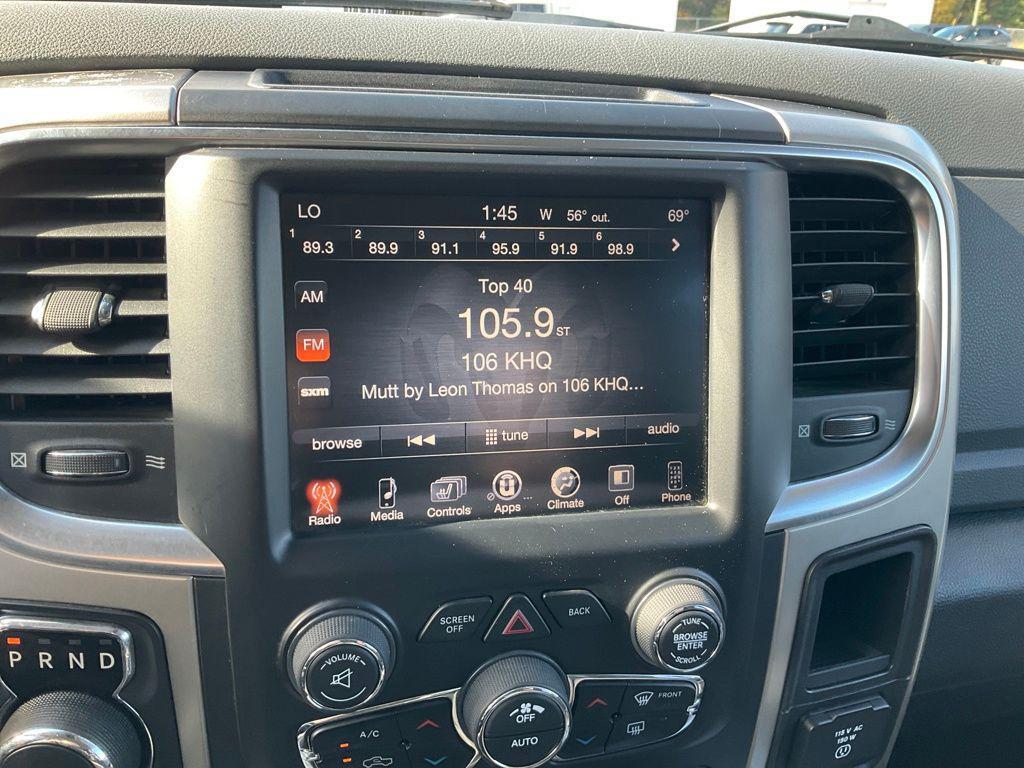 LO 1:45 W 56° out. 69°
1 89.3 2 89.9 3 91.1 4 95.9 5 91.9 6 98.9
AM
FM
sxm
Top 40
105.9 ST
106 KHQ
Mutt by Leon Thomas on 106 KHQ...
browse tune audio
Radio Media Controls Apps ... Climate Off Phone
SCREEN
OFF
BACK
VOLUME
TUNE
BROWSE
ENTER
SCROLL
P R N D
A/C
OFF
AUTO
FRONT
115 V AC
150 W